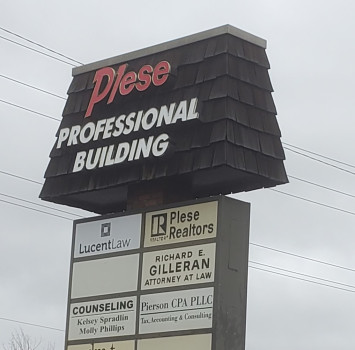 Plese
PROFESSIONAL
BUILDING
LucentLaw
R
REALTOR
Plese
Realtors
RICHARD E.
GILLERAN
ATTORNEY AT LAW
COUNSELING
Kelsey Spradlin
Molly Phillips
Pierson CPA PLLC
Tax, Accounting & Consulting